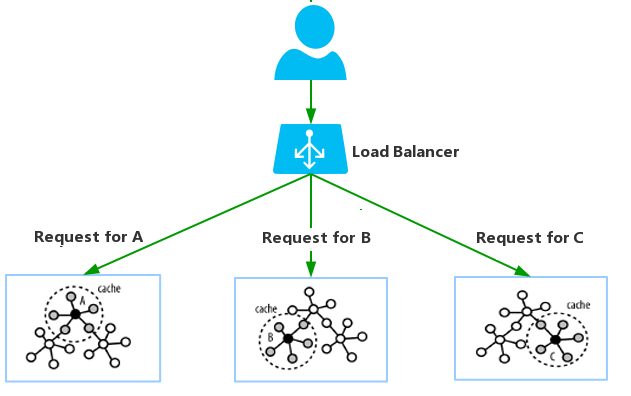 Load Balancer
Request for A
Request for B
Request for C
cache
A
cache
B
cache
C